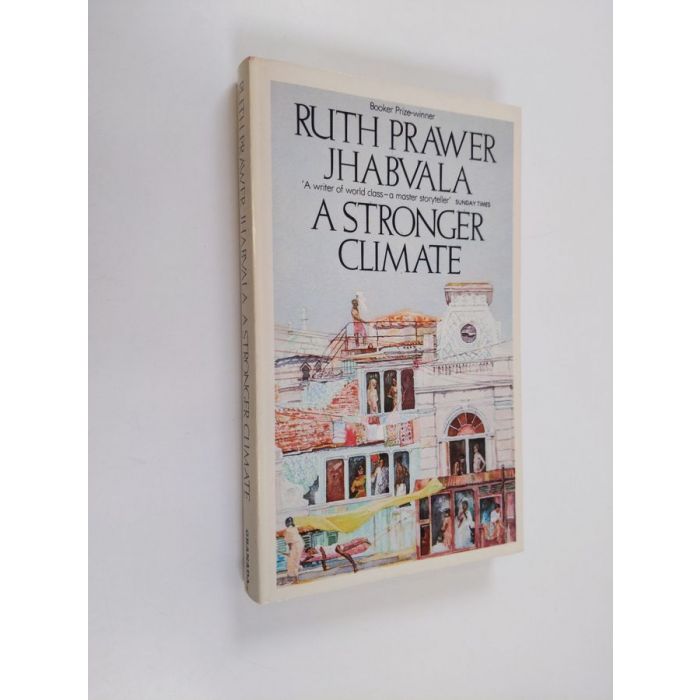 Booker Prize-winner
RUTH PRAWER
JHABVALA
'A writer of world class – a master storyteller' SUNDAY TIMES
A STRONGER
CLIMATE
RUTH PRAWER JHABVALA A STRONGER CLIMATE GRANADA